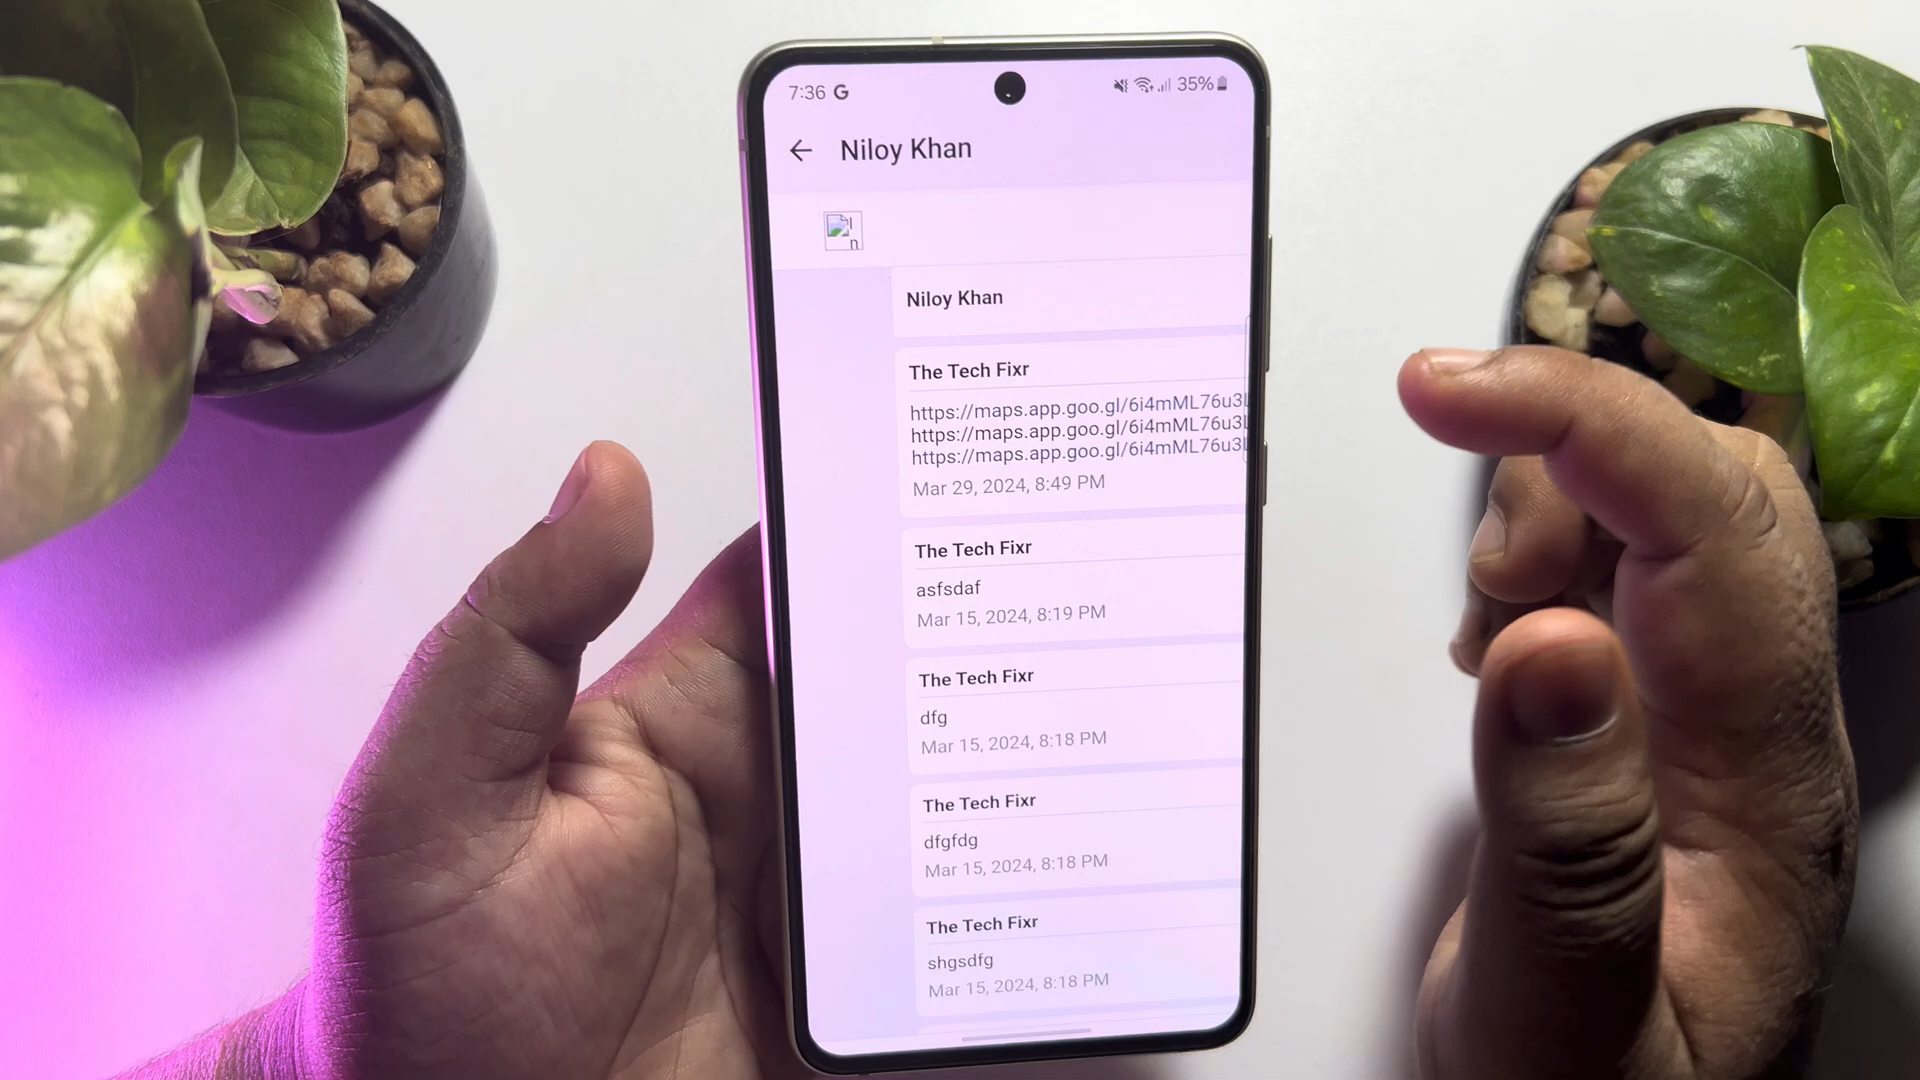 7:36 G 35%
Niloy Khan
Niloy Khan
The Tech Fixr
https://maps.app.goo.gl/6i4mML76u3
https://maps.app.goo.gl/6i4mML76u3
https://maps.app.goo.gl/6i4mML76u3
Mar 29, 2024, 8:49 PM
The Tech Fixr
asfsdaf
Mar 15, 2024, 8:19 PM
The Tech Fixr
dfg
Mar 15, 2024, 8:18 PM
The Tech Fixr
dfgfdg
Mar 15, 2024, 8:18 PM
The Tech Fixr
shgsdfg
Mar 15, 2024, 8:18 PM